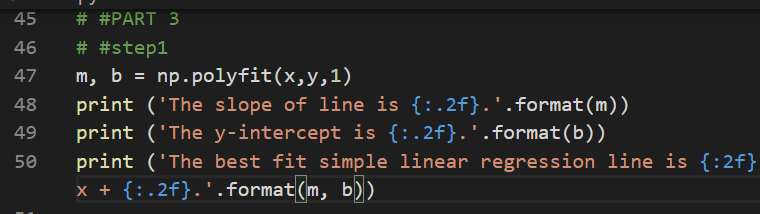 45 # #PART 3
46 # #step1
47 m, b = np.polyfit(x,y,1)
48 print ('The slope of line is {:.2f}.'.format(m))
49 print ('The y-intercept is {:.2f}.'.format(b))
50 print ('The best fit simple linear regression line is {:2f}
x + {:.2f}.'.format(m, b))